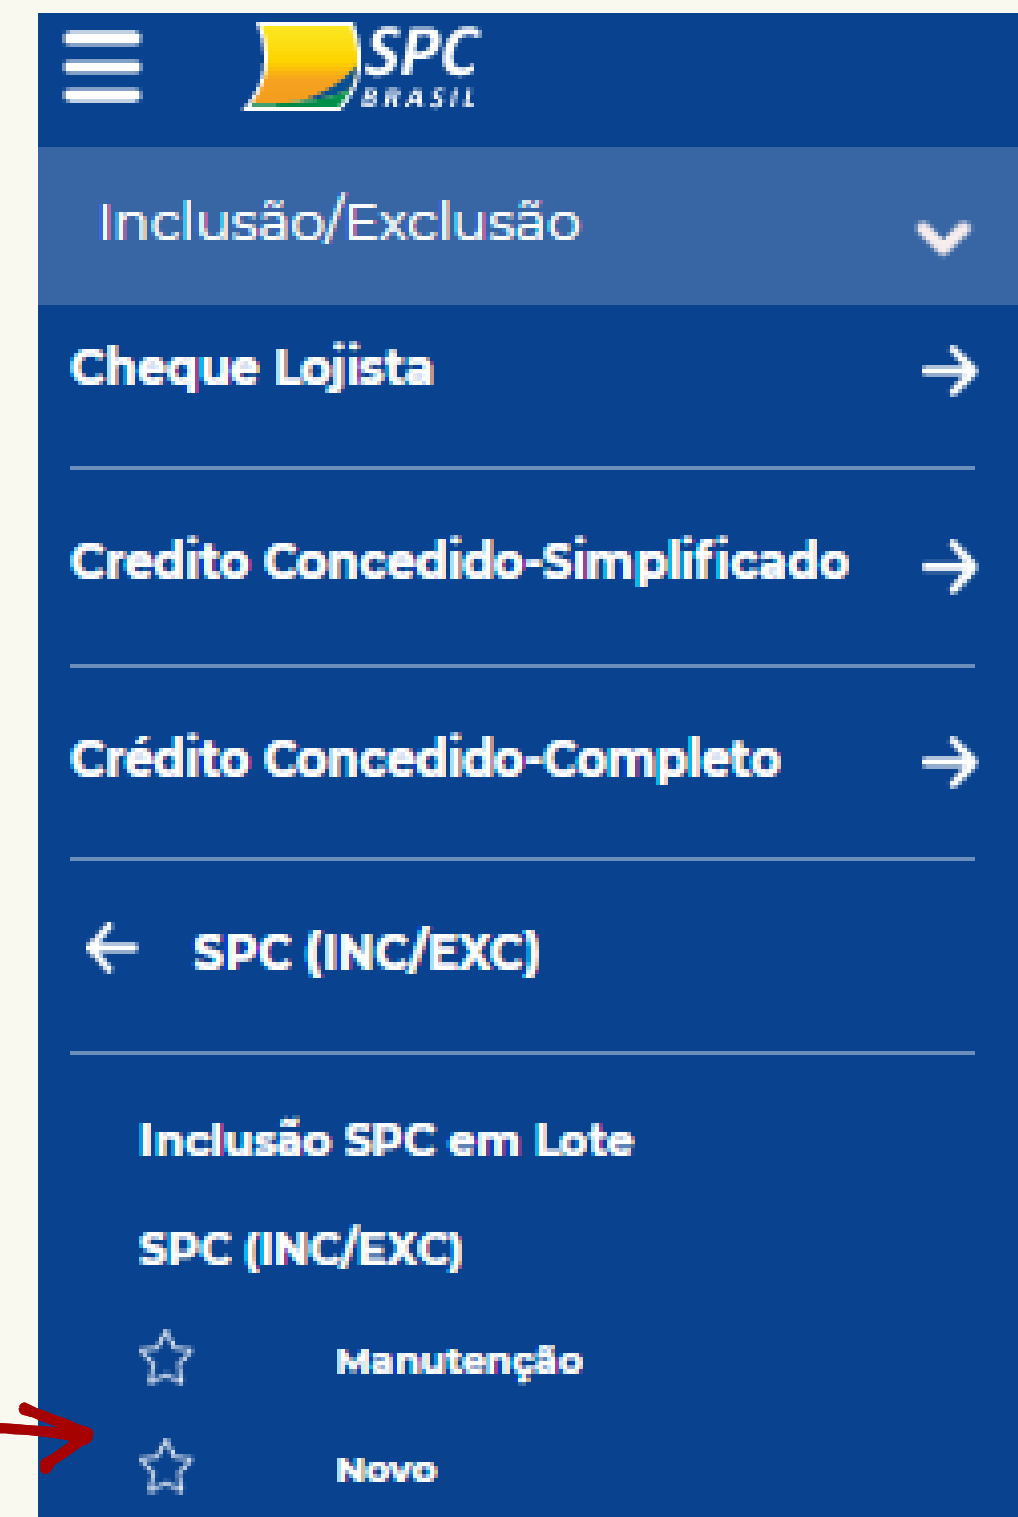 SPC
BRASIL
Inclusão/Exclusão
Cheque Lojista
Credito Concedido-Simplificado
Crédito Concedido-Completo
SPC (INC/EXC)
Inclusão SPC em Lote
SPC (INC/EXC)
Manutenção
Novo